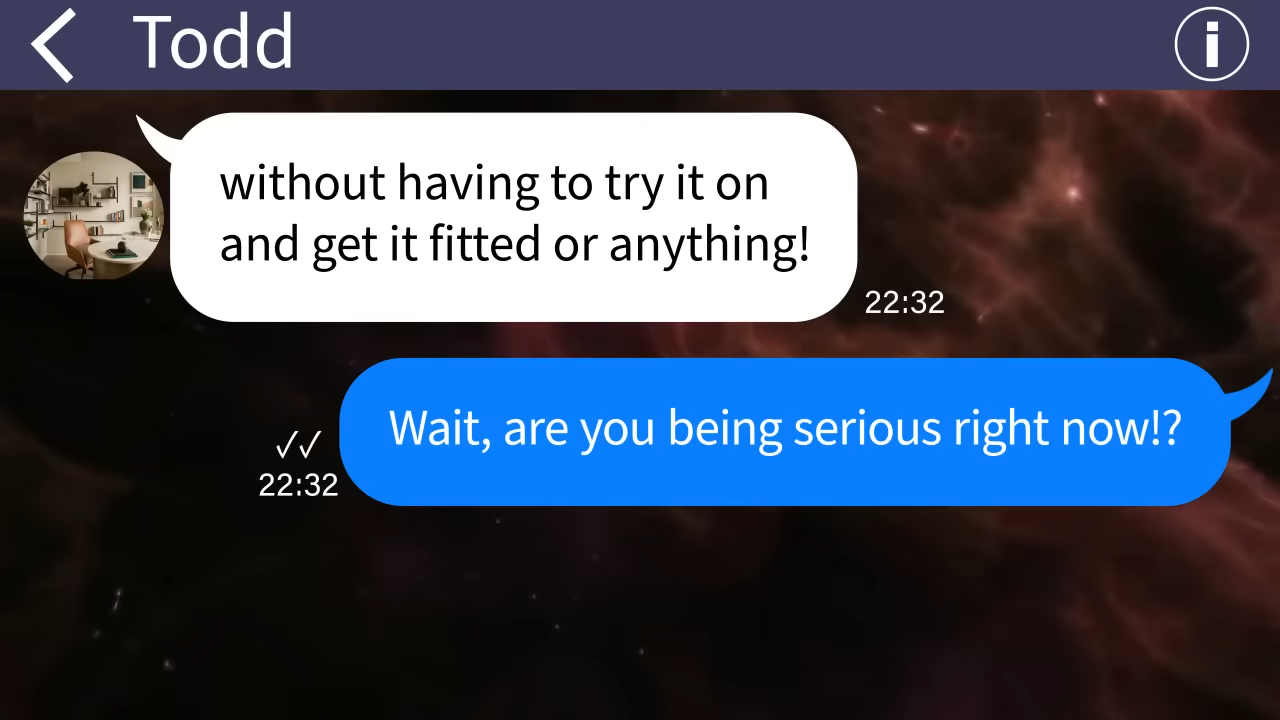 Todd
without having to try it on
and get it fitted or anything!
22:32
Wait, are you being serious right now!?
✓✓
22:32